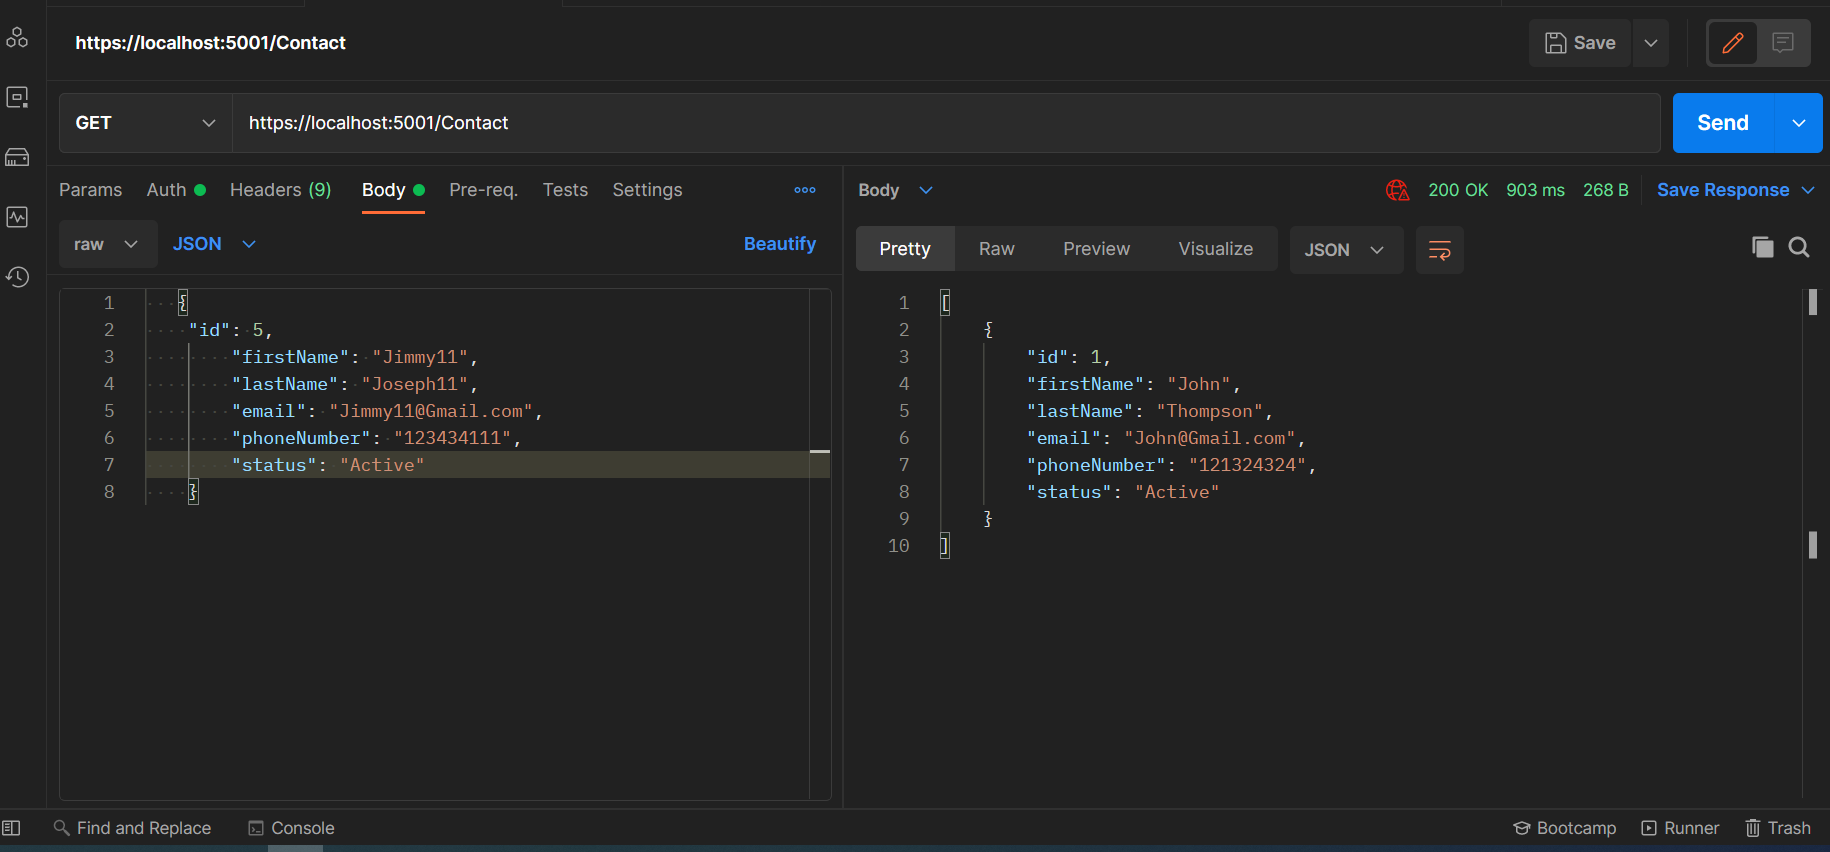 https://localhost:5001/Contact
Save
GET
https://localhost:5001/Contact
Send
Params
Auth
Headers (9)
Body
Pre-req.
Tests
Settings
raw
JSON
Beautify
1 {
2 "id": 5,
3 "firstName": "Jimmy11",
4 "lastName": "Joseph11",
5 "email": "Jimmy11@Gmail.com",
6 "phoneNumber": "123434111",
7 "status": "Active"
8 }
Body
200 OK
903 ms
268 B
Save Response
Pretty
Raw
Preview
Visualize
JSON
1 [
2 {
3 "id": 1,
4 "firstName": "John",
5 "lastName": "Thompson",
6 "email": "John@Gmail.com",
7 "phoneNumber": "121324324",
8 "status": "Active"
9 }
10 ]
Find and Replace
Console
Bootcamp
Runner
Trash